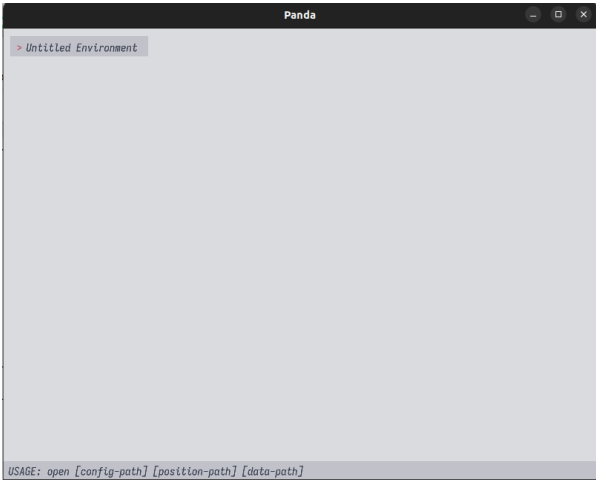 Panda
> Untitled Environment
USAGE: open [config-path] [position-path] [data-path]